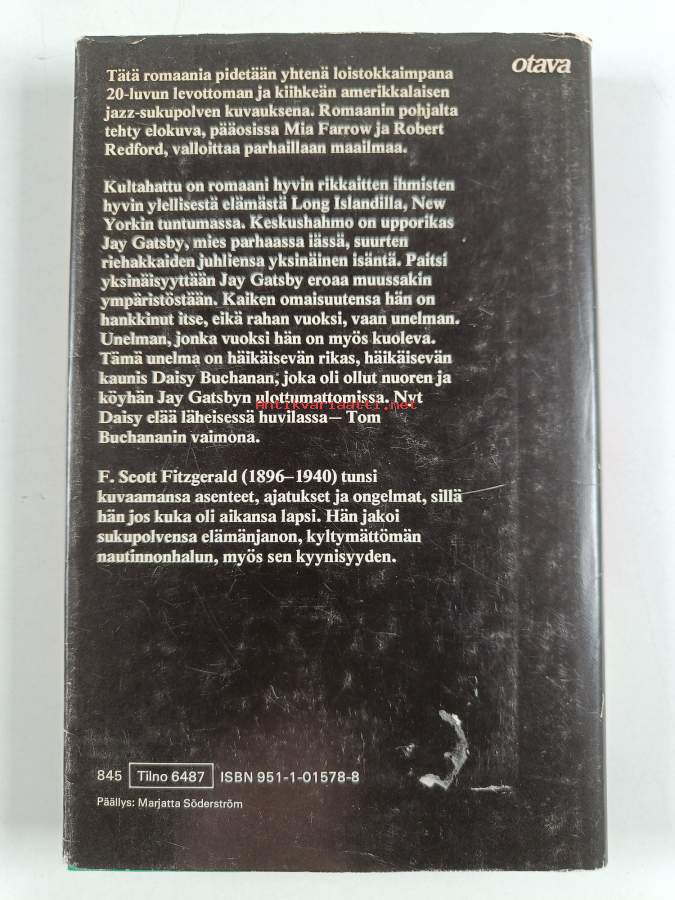 otava
Tätä romaania pidetään yhtenä loistokkaimpana
20-luvun levottoman ja kiihkeän amerikkalaisen
jazz-sukupolven kuvauksena. Romaanin pohjalta
tehty elokuva, pääosissa Mia Farrow ja Robert
Redford, valloittaa parhaillaan maailmaa.
Kultahattu on romaani hyvin rikkaitten ihmisten
hyvin ylellisestä elämästä Long Islandilla, New
Yorkin tuntumassa. Keskushahmo on upporikas
Jay Gatsby, mies parhaassa iässä, suurten
riehakkaiden juhliensa yksinäinen isäntä. Paitsi
yksinäisyyttään Jay Gatsby eroaa muussakin
ympäristöstään. Kaiken omaisuutensa hän on
hankkinut itse, eikä rahan vuoksi, vaan unelman.
Unelman, jonka vuoksi hän on myös kuoleva.
Tämä unelma on häikäisevän rikas, häikäisevän
kaunis Daisy Buchanan, joka oli ollut nuoren ja
köyhän Jay Gatsbyn ulottumattomissa. Nyt
Antikvariaatti.net
Daisy elää läheisessä huvilassa — Tom
Buchananin vaimona.
F. Scott Fitzgerald (1896–1940) tunsi
kuvaamansa asenteet, ajatukset ja ongelmat, sillä
hän jos kuka oli aikansa lapsi. Hän jakoi
sukupolvensa elämänjanon, kyltymättömän
nautinnonhalun, myös sen kyynisyyden.
845 Tilno 6487 ISBN 951-1-01578-8
Päällys: Marjatta Söderström